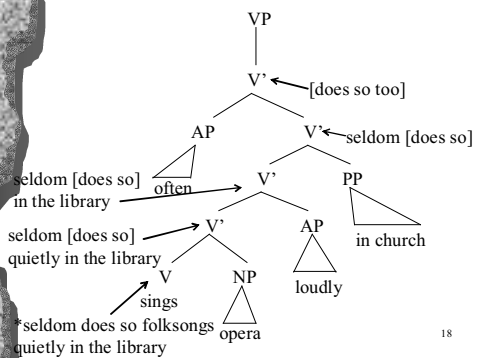 VP
V’
[does so too]
AP
V’
seldom [does so]
often
seldom [does so]
in the library
V’
PP
in church
seldom [does so]
quietly in the library
V’
AP
loudly
V
NP
sings
opera
*seldom does so folksongs
quietly in the library
18